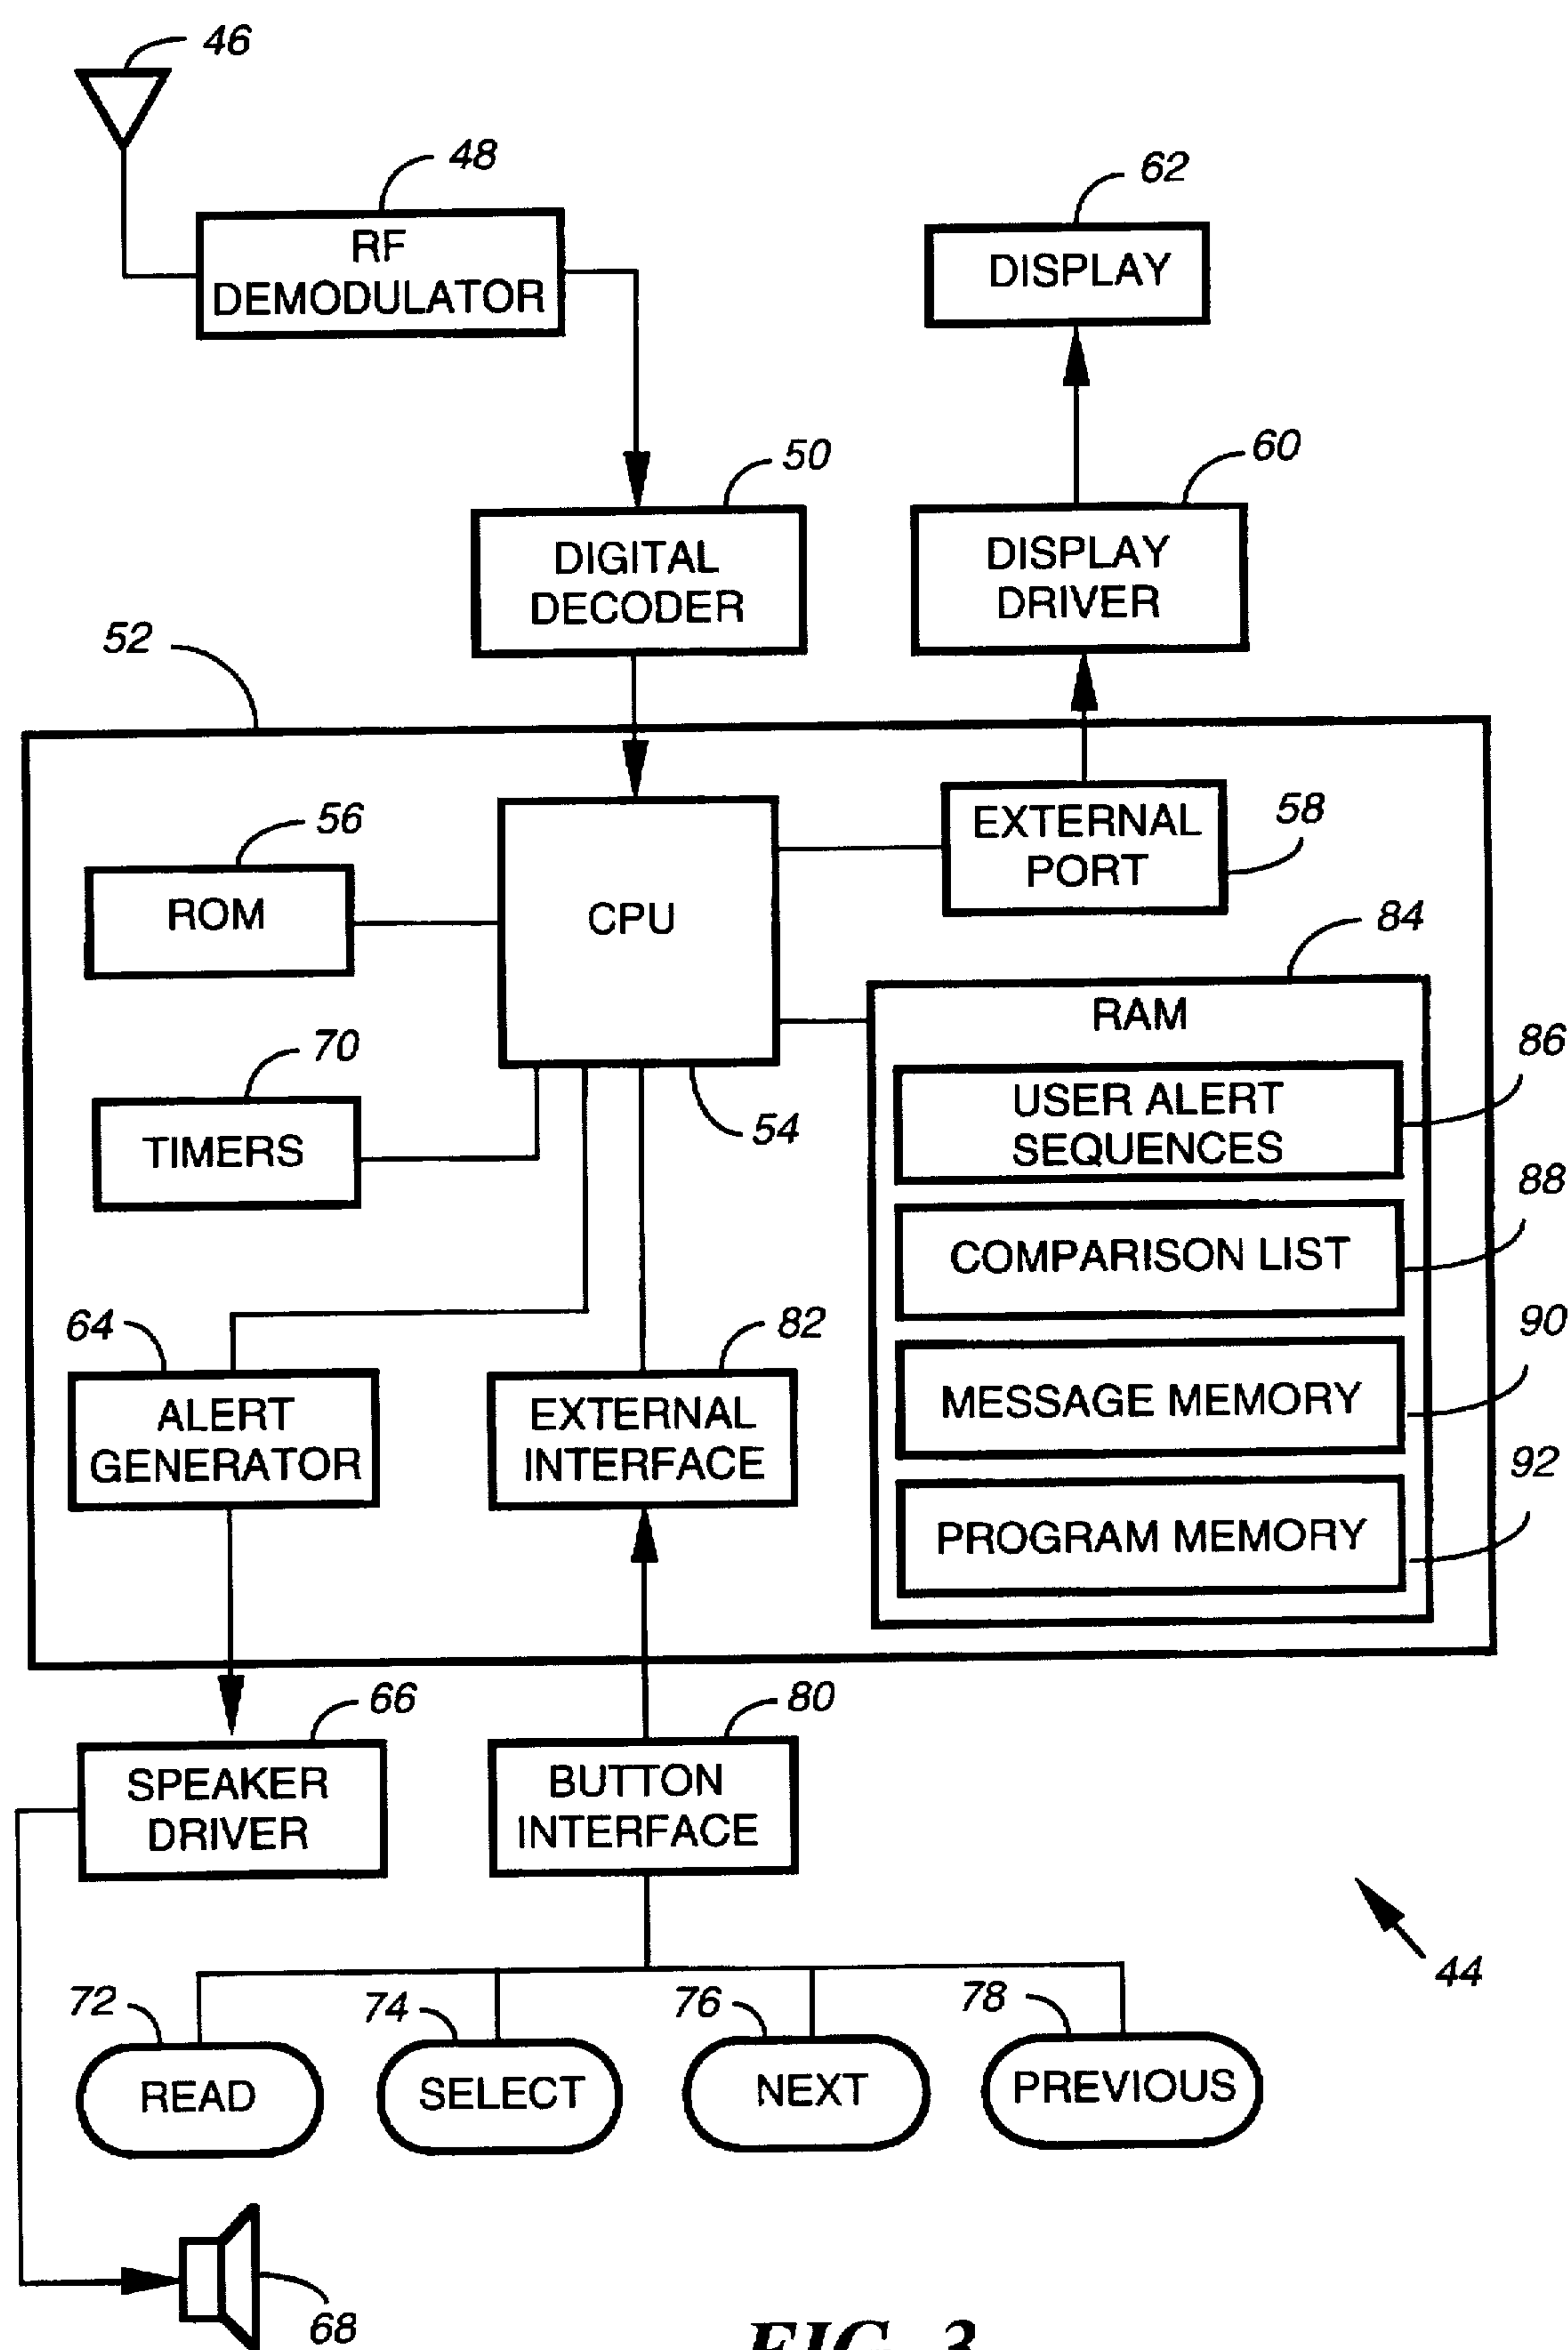 46
48
RF
DEMODULATOR
62
DISPLAY
50
DIGITAL
DECODER
60
DISPLAY
DRIVER
52
56
ROM
CPU
EXTERNAL
PORT
58
84
RAM
70
TIMERS
54
USER ALERT
SEQUENCES
86
COMPARISON LIST
88
64
ALERT
GENERATOR
82
EXTERNAL
INTERFACE
MESSAGE MEMORY
90
PROGRAM MEMORY
92
66
SPEAKER
DRIVER
80
BUTTON
INTERFACE
44
72
READ
74
SELECT
76
NEXT
78
PREVIOUS
68
FIG. 3